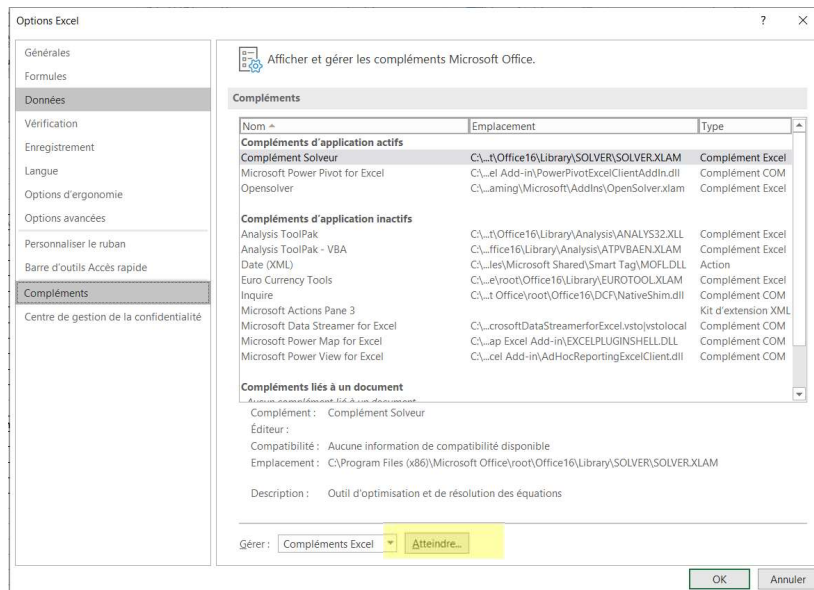 Options Excel
? ×
Générales
Formules
Données
Vérification
Enregistrement
Langue
Options d'ergonomie
Options avancées
Personnaliser le ruban
Barre d'outils Accès rapide
Compléments
Centre de gestion de la confidentialité
Afficher et gérer les compléments Microsoft Office.
Compléments
Nom Emplacement Type
Compléments d'application actifs
Complément Solveur C:\...t\Office16\Library\SOLVER\SOLVER.XLAM Complément Excel
Microsoft Power Pivot for Excel C:\...el Add-in\PowerPivotExcelClientAddIn.dll Complément COM
Opensolver C:\...aming\Microsoft\AddIns\OpenSolver.xlam Complément Excel
Compléments d'application inactifs
Analysis ToolPak C:\...t\Office16\Library\Analysis\ANALYS32.XLL Complément Excel
Analysis ToolPak - VBA C:\...ffice16\Library\Analysis\ATPVBAEN.XLAM Complément Excel
Date (XML) C:\...les\Microsoft Shared\Smart Tag\MOFL.DLL Action
Euro Currency Tools C:\...e\root\Office16\Library\EUROTOOL.XLAM Complément Excel
Inquire C:\...t Office\root\Office16\DCF\NativeShim.dll Complément COM
Microsoft Actions Pane 3 Kit d'extension XML
Microsoft Data Streamer for Excel C:\...crosoftDataStreamerforExcel.vsto|vstolocal Complément COM
Microsoft Power Map for Excel C:\...ap Excel Add-in\EXCELPLUGINSHELL.DLL Complément COM
Microsoft Power View for Excel C:\...cel Add-in\AdHocReportingExcelClient.dll Complément COM
Compléments liés à un document
Aucun complément lié à un document
Complément : Complément Solveur
Éditeur :
Compatibilité : Aucune information de compatibilité disponible
Emplacement : C:\Program Files (x86)\Microsoft Office\root\Office16\Library\SOLVER\SOLVER.XLAM
Description : Outil d'optimisation et de résolution des équations
Gérer : Compléments Excel Atteindre...
OK Annuler